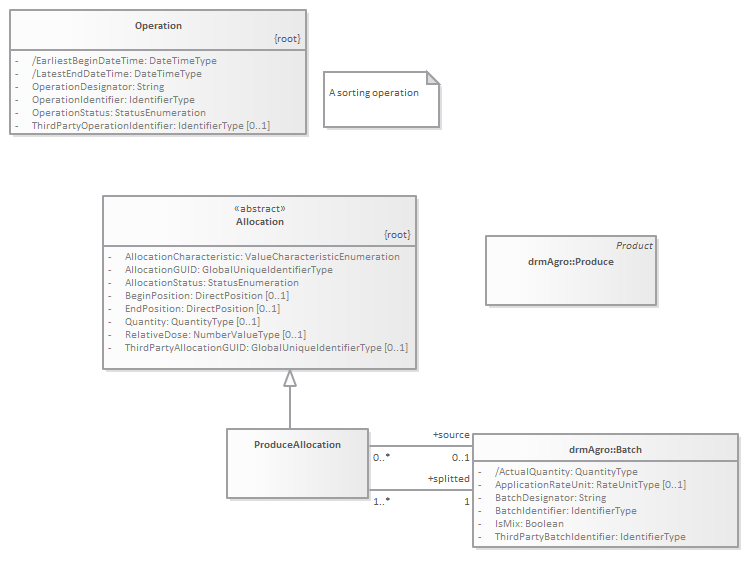 Operation
{root}
- /EarliestBeginDateTime: DateTimeType
- /LatestEndDateTime: DateTimeType
- OperationDesignator: String
- OperationIdentifier: IdentifierType
- OperationStatus: StatusEnumeration
- ThirdPartyOperationIdentifier: IdentifierType [0..1]
A sorting operation
«abstract»
Allocation
{root}
- AllocationCharacteristic: ValueCharacteristicEnumeration
- AllocationGUID: GlobalUniqueIdentifierType
- AllocationStatus: StatusEnumeration
- BeginPosition: DirectPosition [0..1]
- EndPosition: DirectPosition [0..1]
- Quantity: QuantityType [0..1]
- RelativeDose: NumberValueType [0..1]
- ThirdPartyAllocationGUID: GlobalUniqueIdentifierType [0..1]
Product
drmAgro::Produce
ProduceAllocation
+source
0..*
0..1
+splitted
1..*
1
drmAgro::Batch
- /ActualQuantity: QuantityType
- ApplicationRateUnit: RateUnitType [0..1]
- BatchDesignator: String
- BatchIdentifier: IdentifierType
- IsMix: Boolean
- ThirdPartyBatchIdentifier: IdentifierType